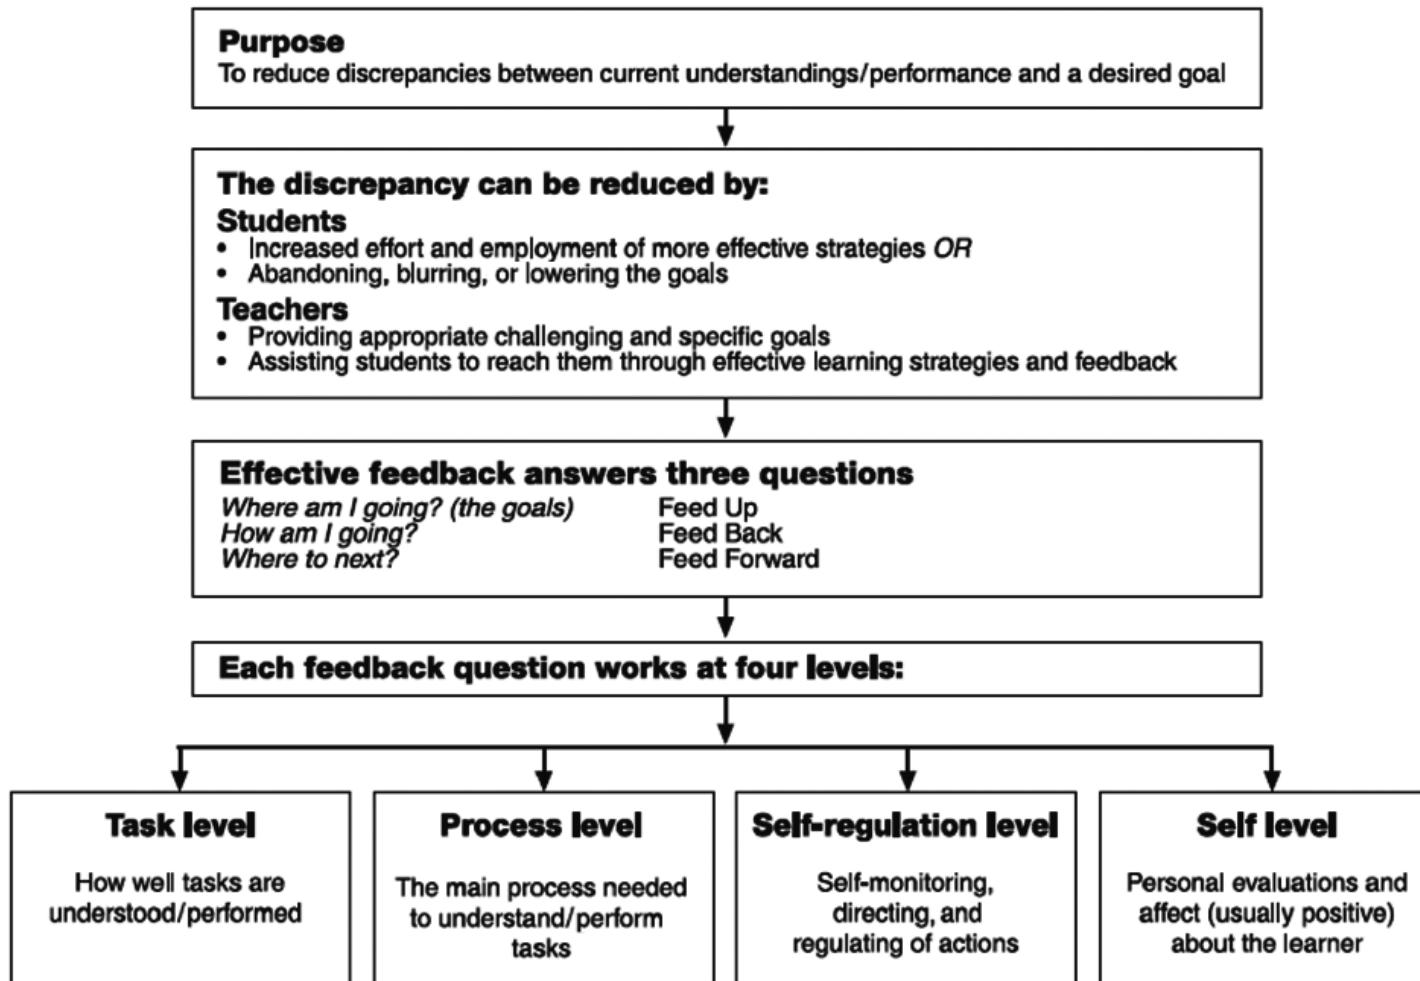 Purpose
To reduce discrepancies between current understandings/performance and a desired goal
The discrepancy can be reduced by:
Students
• Increased effort and employment of more effective strategies OR
• Abandoning, blurring, or lowering the goals
Teachers
• Providing appropriate challenging and specific goals
• Assisting students to reach them through effective learning strategies and feedback
Effective feedback answers three questions
Where am I going? (the goals) Feed Up
How am I going? Feed Back
Where to next? Feed Forward
Each feedback question works at four levels:
Task level
How well tasks are
understood/performed
Process level
The main process needed
to understand/perform
tasks
Self-regulation level
Self-monitoring,
directing, and
regulating of actions
Self level
Personal evaluations and
affect (usually positive)
about the learner